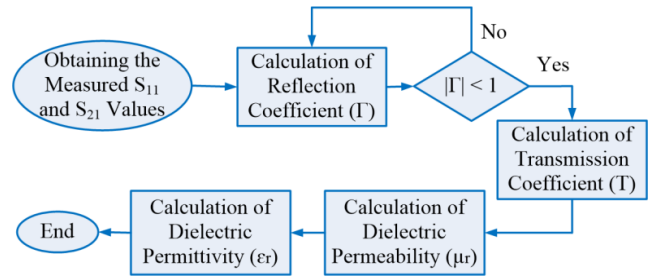 Obtaining the
Measured S₁₁
and S₂₁ Values
Calculation of
Reflection
Coefficient (Γ)
|Γ| < 1
No
Yes
Calculation of
Transmission
Coefficient (T)
Calculation of
Dielectric
Permeability (μr)
Calculation of
Dielectric
Permittivity (εr)
End